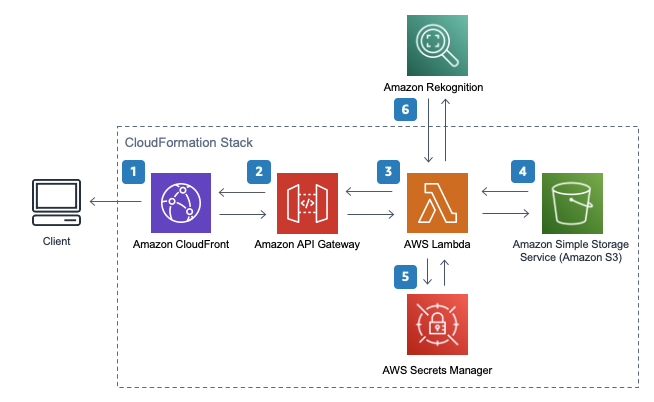 Amazon Rekognition
6
CloudFormation Stack
1
2
3
4
Client
Amazon CloudFront
Amazon API Gateway
AWS Lambda
Amazon Simple Storage
Service (Amazon S3)
5
AWS Secrets Manager